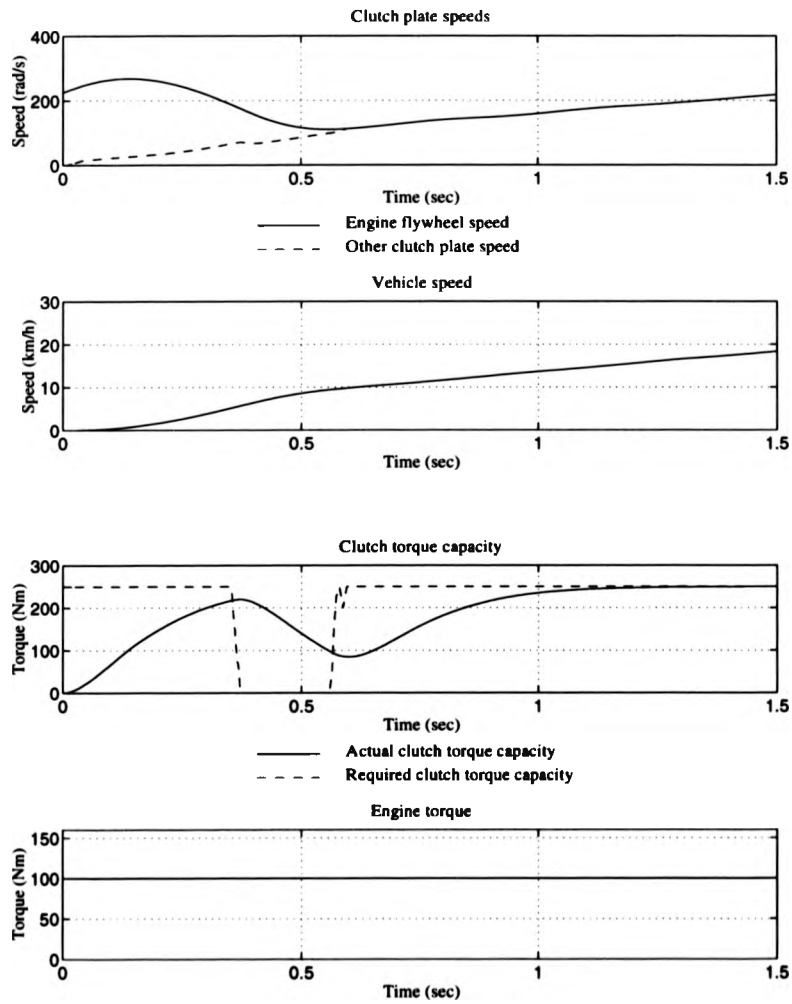 Clutch plate speeds
400
200
0
Speed (rad/s)
0 0.5 1 1.5
Time (sec)
Engine flywheel speed
Other clutch plate speed
Vehicle speed
30
20
10
0
Speed (km/h)
0 0.5 1 1.5
Time (sec)
Clutch torque capacity
300
200
100
0
Torque (Nm)
0 0.5 1 1.5
Time (sec)
Actual clutch torque capacity
Required clutch torque capacity
Engine torque
150
100
50
0
Torque (Nm)
0 0.5 1 1.5
Time (sec)